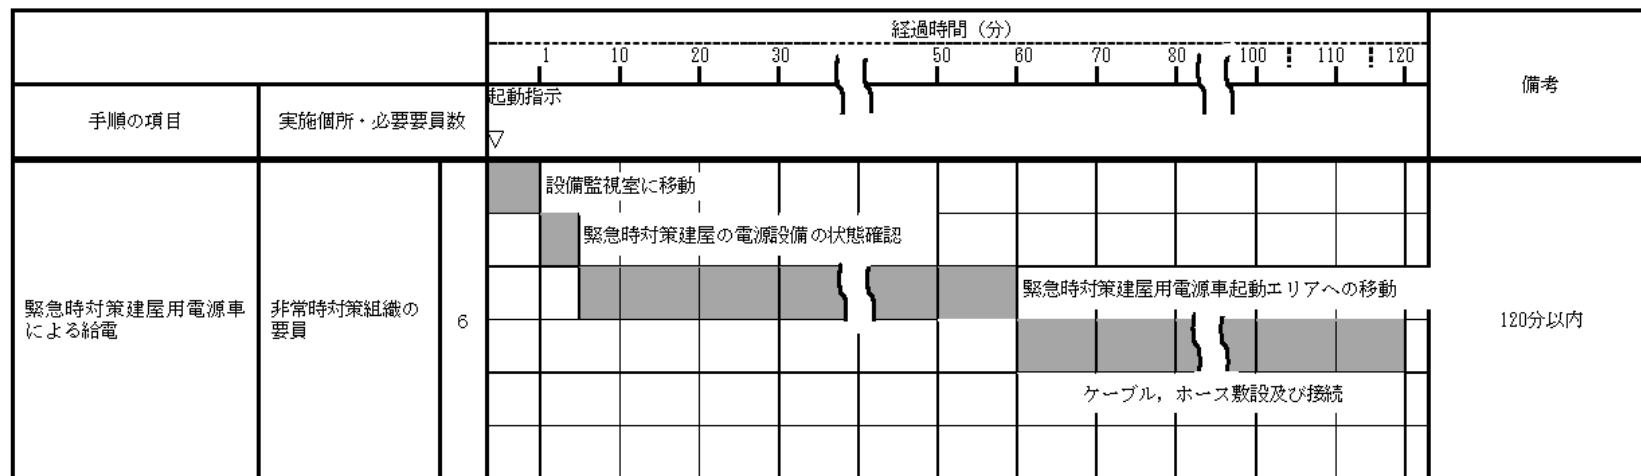 経過時間（分）
1 10 20 30 50 60 70 80 100 110 120
備考
手順の項目
実施個所・必要要員数
起動指示
▽
緊急時対策建屋用電源車
による給電
非常時対策組織の
要員
6
設備監視室に移動
緊急時対策建屋の電源設備の状態確認
緊急時対策建屋用電源車起動エリアへの移動
ケーブル，ホース敷設及び接続
120分以内